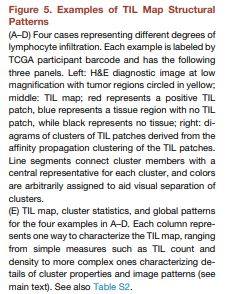 Figure 5. Examples of TIL Map Structural
Patterns
(A–D) Four cases representing different degrees of
lymphocyte infiltration. Each example is labeled by
TCGA participant barcode and has the following
three panels. Left: H&E diagnostic image at low
magnification with tumor regions circled in yellow;
middle: TIL map; red represents a positive TIL
patch, blue represents a tissue region with no TIL
patch, while black represents no tissue; right: di-
agrams of clusters of TIL patches derived from the
affinity propagation clustering of the TIL patches.
Line segments connect cluster members with a
central representative for each cluster, and colors
are arbitrarily assigned to aid visual separation of
clusters.
(E) TIL map, cluster statistics, and global patterns
for the four examples in A–D. Each column repre-
sents one way to characterize the TIL map, ranging
from simple measures such as TIL count and
density to more complex ones characterizing de-
tails of cluster properties and image patterns (see
main text). See also Table S2.